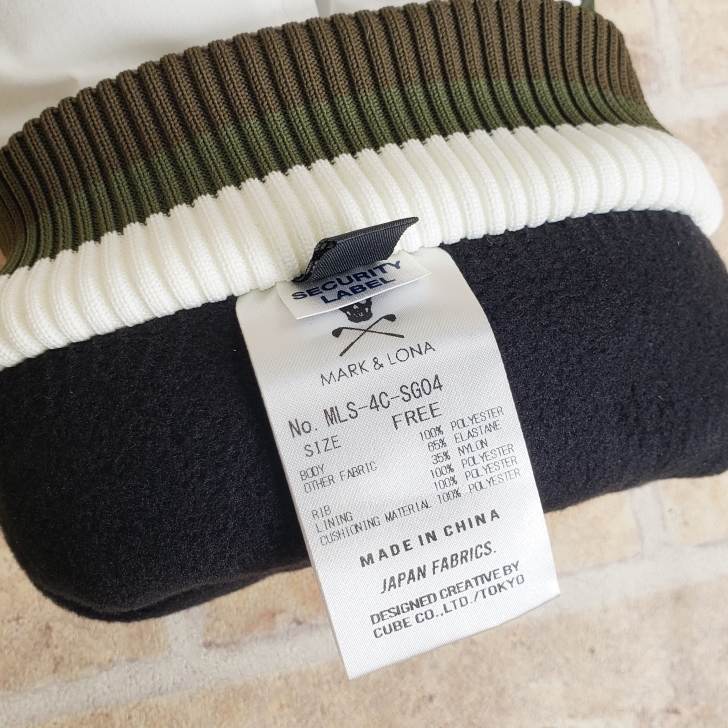 SECURITY
LABEL
MARK & LONA
No. MLS-4C-SG04
SIZE FREE
BODY 100% POLYESTER
OTHER FABRIC 65% ELASTANE
35% NYLON
RIB 100% POLYESTER
LINING 100% POLYESTER
CUSHIONING MATERIAL 100% POLYESTER
MADE IN CHINA
JAPAN FABRICS.
DESIGNED CREATIVE BY
CUBE CO.,LTD./TOKYO